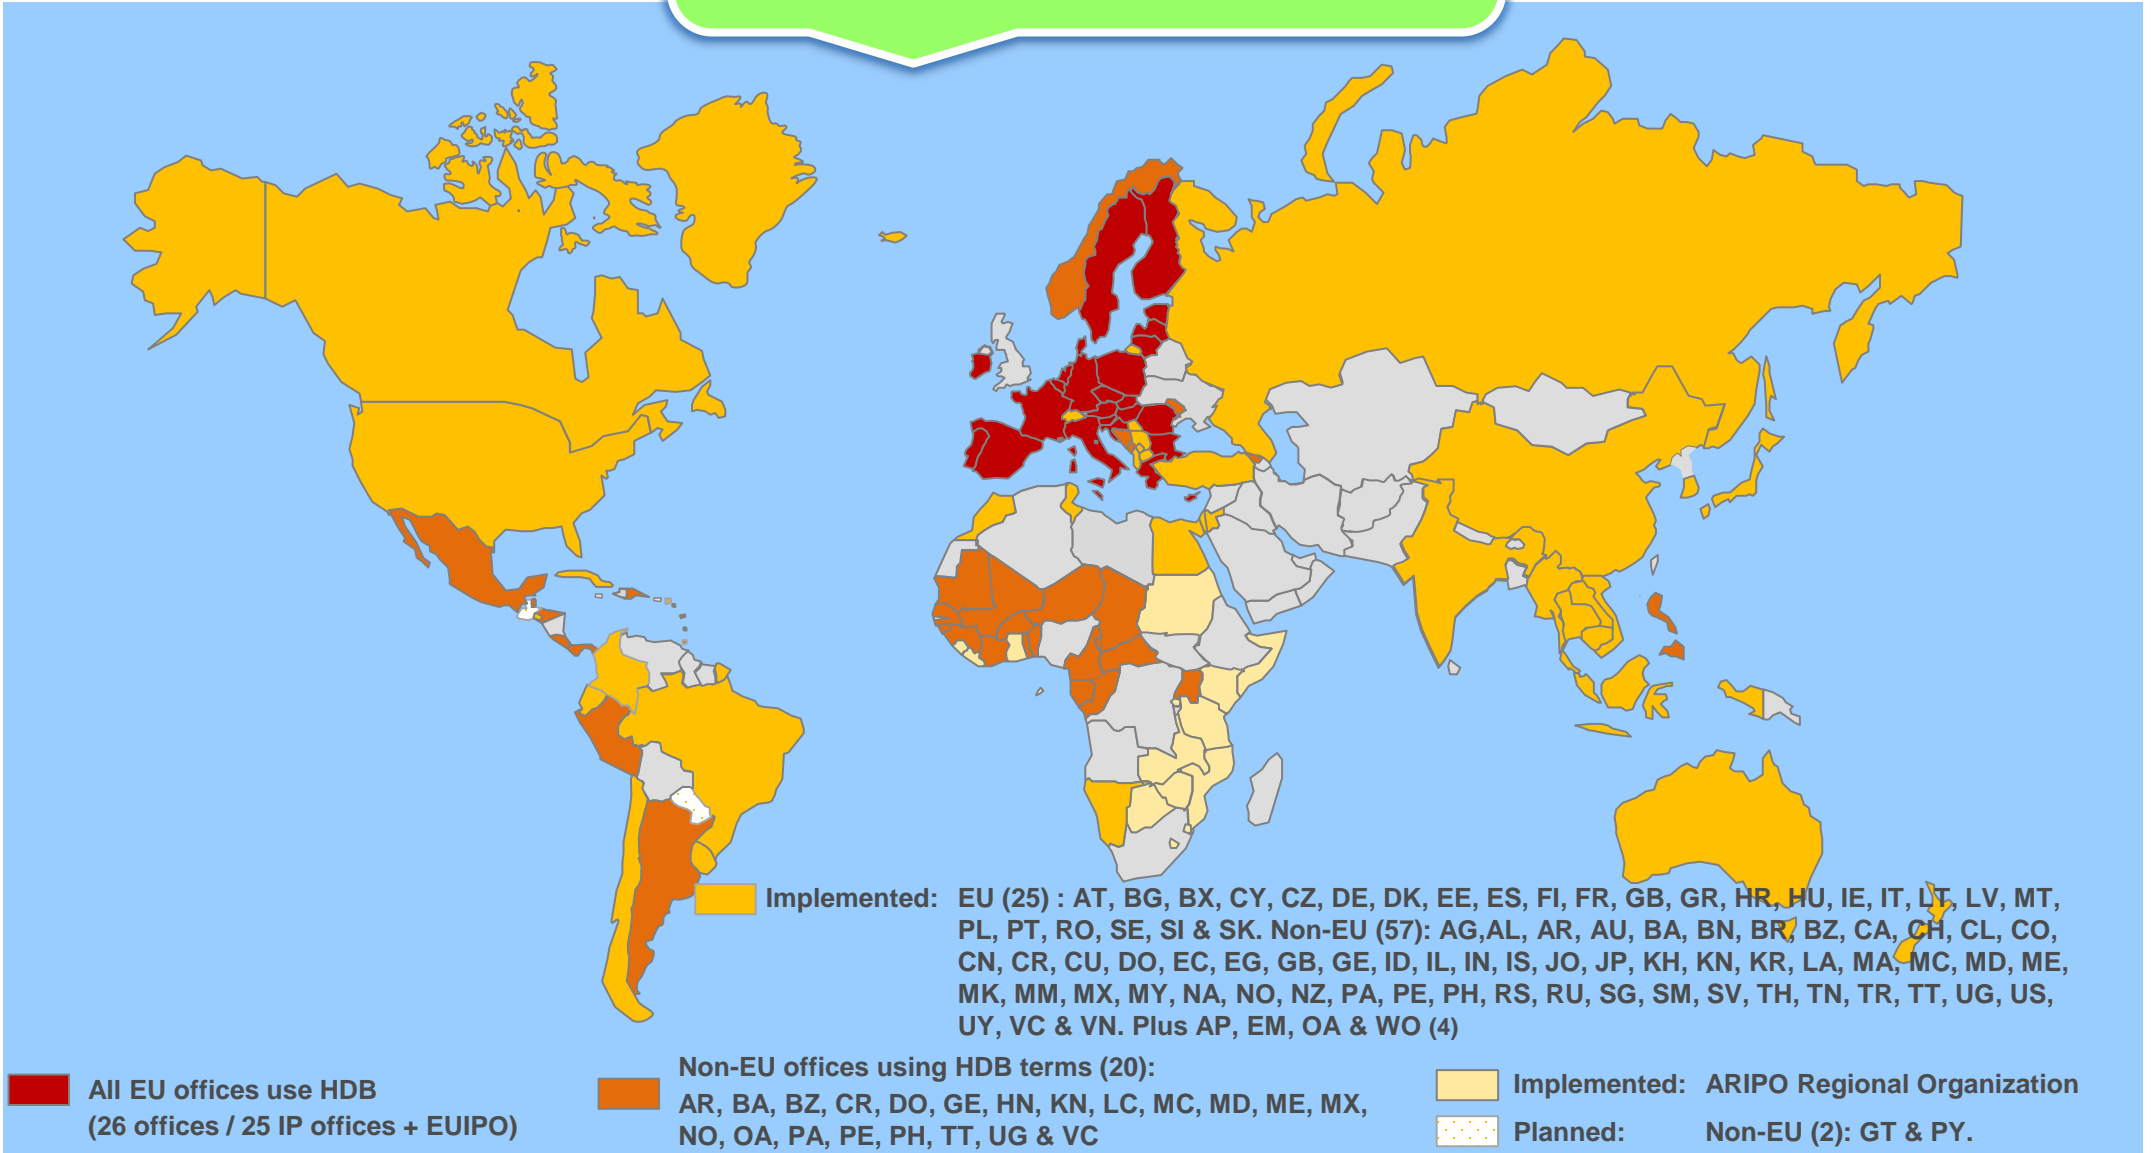 Implemented: EU (25) : AT, BG, BX, CY, CZ, DE, DK, EE, ES, FI, FR, GB, GR, HR, HU, IE, IT, LT, LV, MT,
PL, PT, RO, SE, SI & SK. Non-EU (57): AG,AL, AR, AU, BA, BN, BR, BZ, CA, CH, CL, CO,
CN, CR, CU, DO, EC, EG, GB, GE, ID, IL, IN, IS, JO, JP, KH, KN, KR, LA, MA, MC, MD, ME,
MK, MM, MX, MY, NA, NO, NZ, PA, PE, PH, RS, RU, SG, SM, SV, TH, TN, TR, TT, UG, US,
UY, VC & VN. Plus AP, EM, OA & WO (4)
All EU offices use HDB
(26 offices / 25 IP offices + EUIPO)
Non-EU offices using HDB terms (20):
AR, BA, BZ, CR, DO, GE, HN, KN, LC, MC, MD, ME, MX,
NO, OA, PA, PE, PH, TT, UG & VC
Implemented: ARIPO Regional Organization
Planned: Non-EU (2): GT & PY.